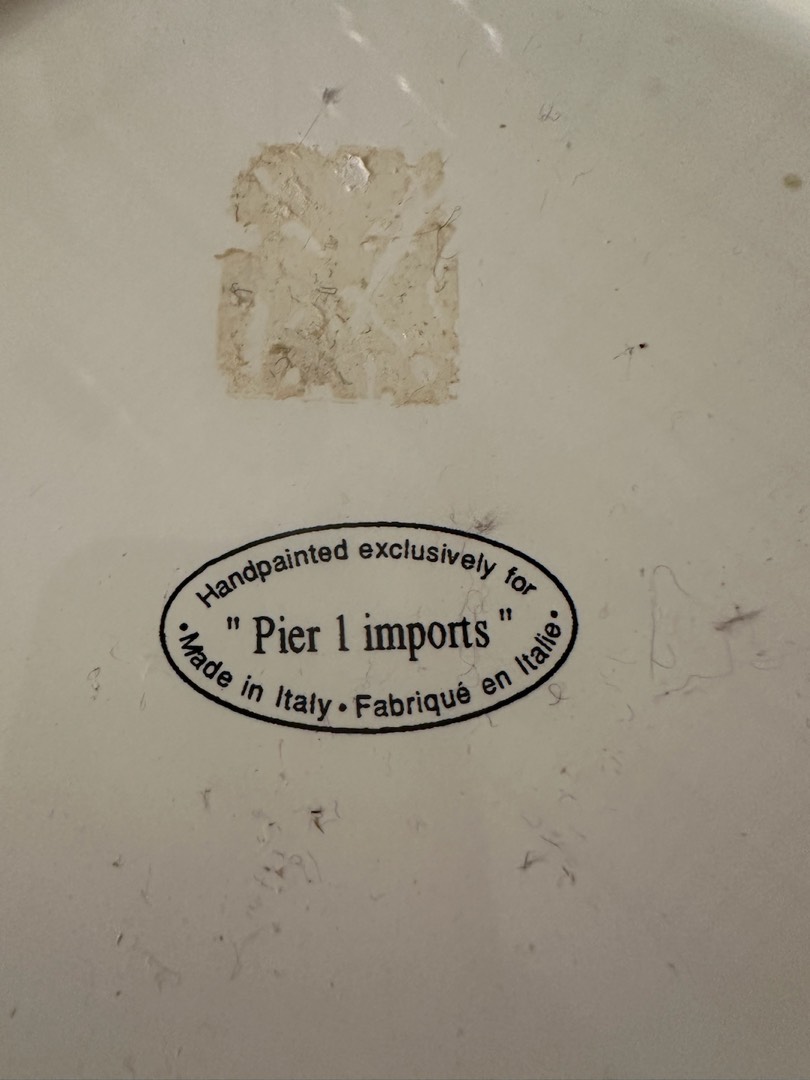 Handpainted exclusively for
" Pier 1 imports "
•Made in Italy • Fabriqué en Italie•